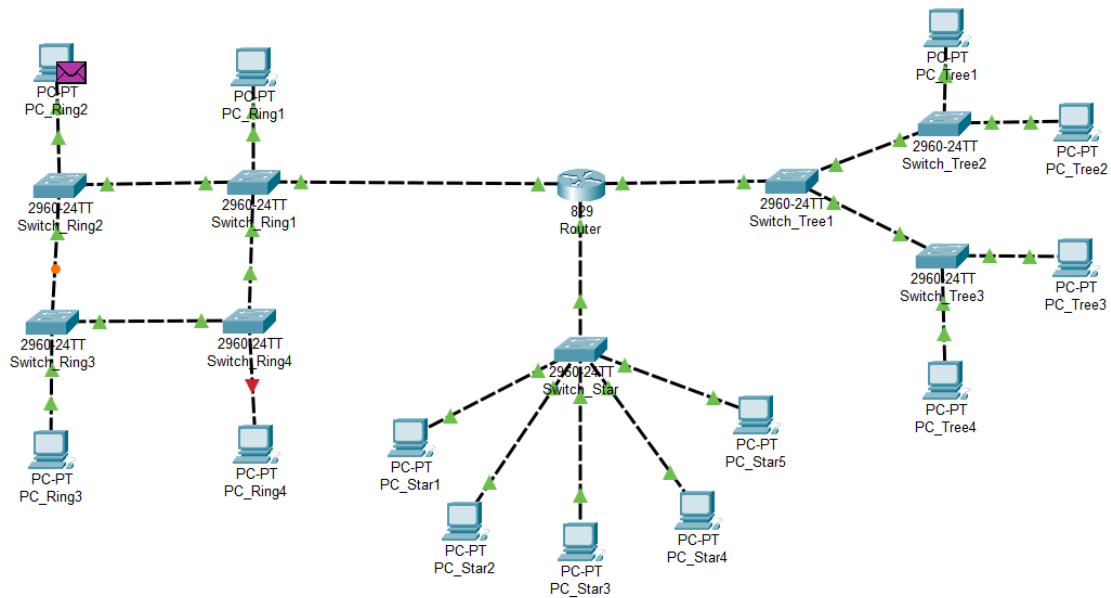 PC-PT
PC_Ring2
PC-PT
PC_Ring1
2960-24TT
Switch_Ring2
2960-24TT
Switch_Ring1
2960-24TT
Switch_Ring3
2960-24TT
Switch_Ring4
PC-PT
PC_Ring3
PC-PT
PC_Ring4
829
Router
2960-24TT
Switch_Star
PC-PT
PC_Star1
PC-PT
PC_Star2
PC-PT
PC_Star3
PC-PT
PC_Star4
PC-PT
PC_Star5
2960-24TT
Switch_Tree1
PC-PT
PC_Tree1
2960-24TT
Switch_Tree2
PC-PT
PC_Tree2
2960-24TT
Switch_Tree3
PC-PT
PC_Tree3
PC-PT
PC_Tree4